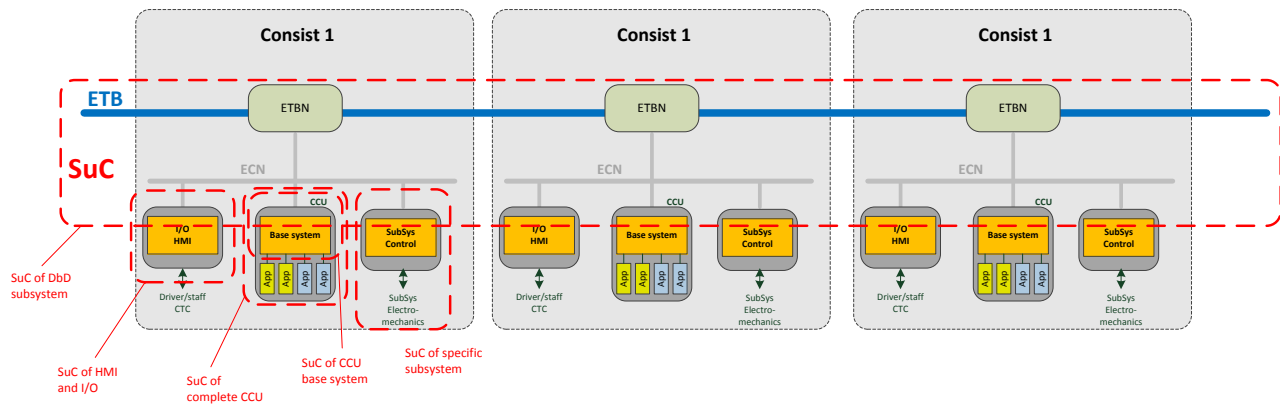 Consist 1
Consist 1
Consist 1
ETB
ETBN
ETBN
ETBN
SuC
ECN
ECN
ECN
CCU
CCU
CCU
I/O
HMI
Base system
SubSys
Control
I/O
HMI
Base system
SubSys
Control
I/O
HMI
Base system
SubSys
Control
App
App
App
App
App
App
App
App
App
App
App
App
Driver/staff
CTC
SubSys
Electro-
mechanics
Driver/staff
CTC
SubSys
Electro-
mechanics
Driver/staff
CTC
SubSys
Electro-
mechanics
SuC of DbD
subsystem
SuC of HMI
and I/O
SuC of
complete CCU
SuC of CCU
base system
SuC of specific
subsystem